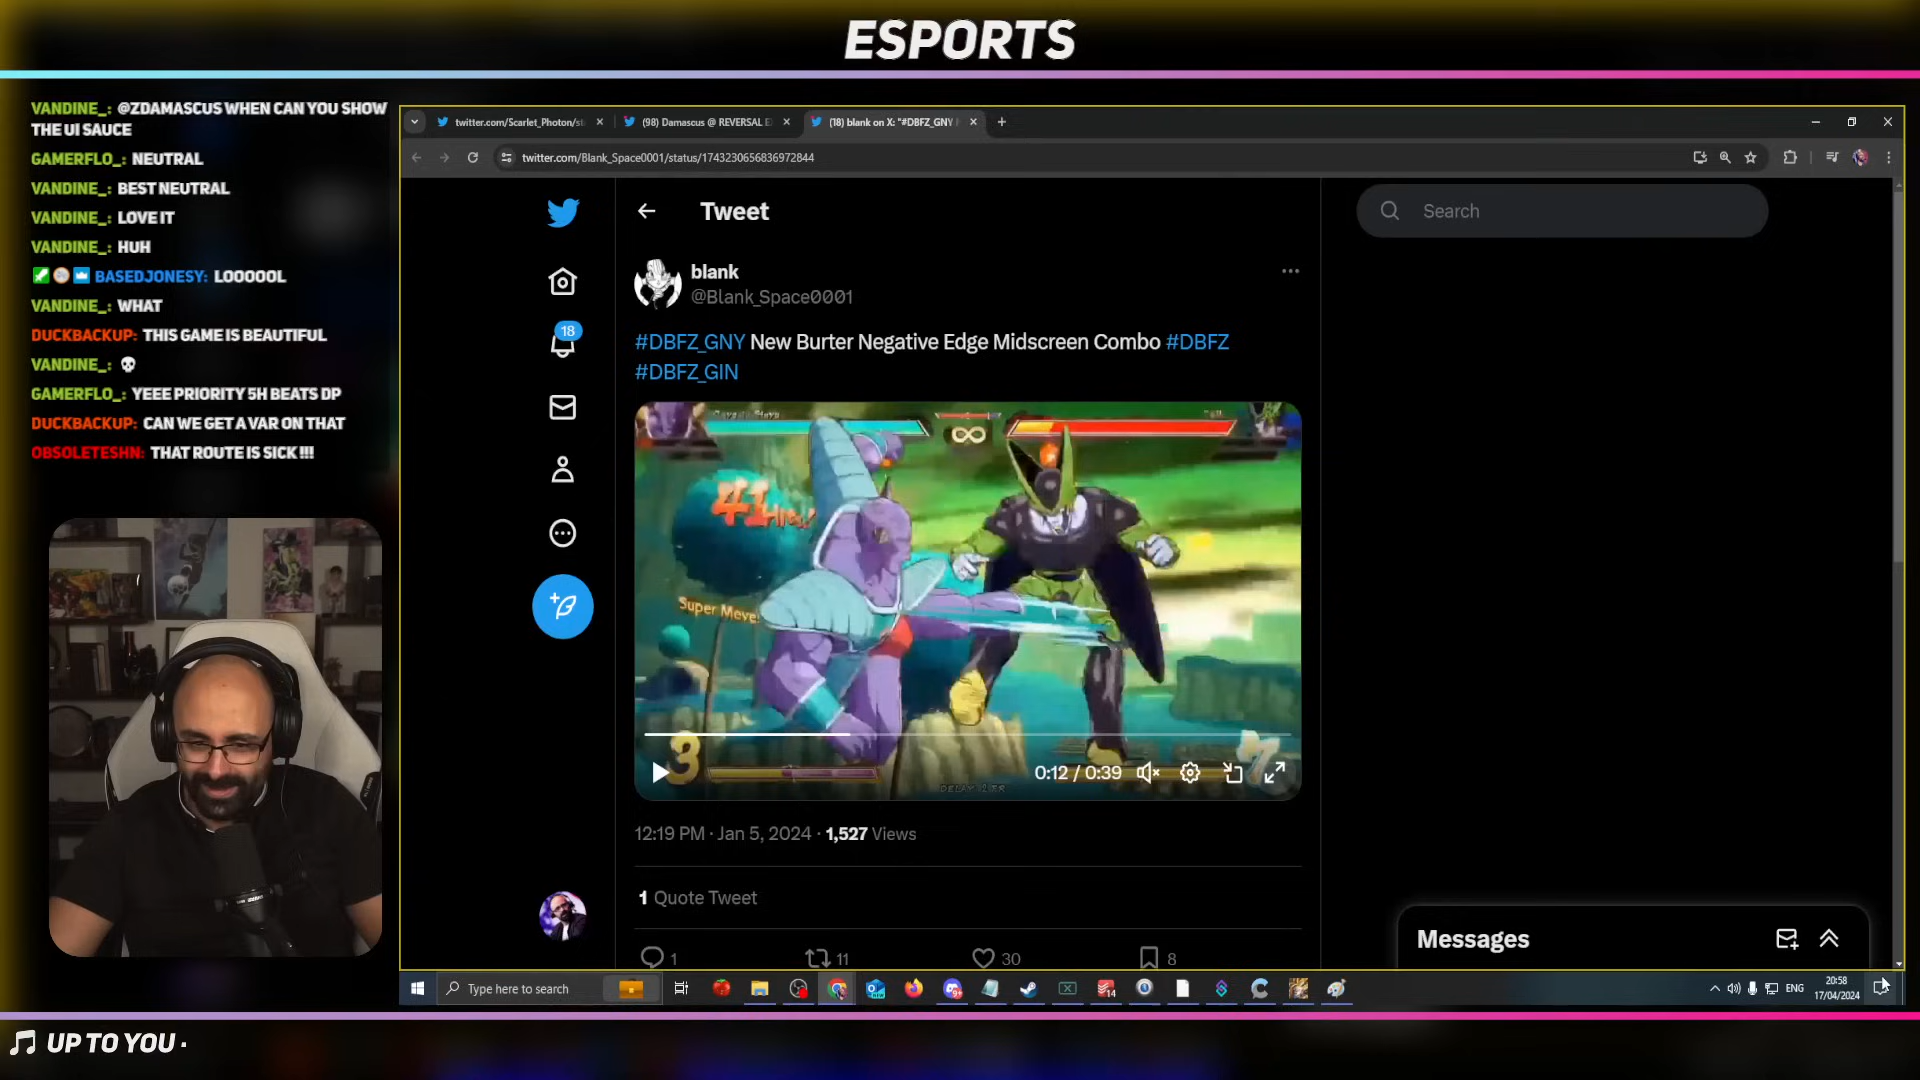 ESPORTS
VANDINE_: @ZDAMASCUS WHEN CAN YOU SHOW
THE UI SAUCE
GAMERFLO_: NEUTRAL
VANDINE_: BEST NEUTRAL
VANDINE_: LOVE IT
VANDINE_: HUH
BASEDJONESY: LOOOOOL
VANDINE_: WHAT
DUCKBACKUP: THIS GAME IS BEAUTIFUL
VANDINE_: 💀
GAMERFLO_: YEEE PRIORITY 5H BEATS DP
DUCKBACKUP: CAN WE GET A VAR ON THAT
OBSOLETESHN: THAT ROUTE IS SICK !!!
twitter.com/Scarlet_Photon/st
(98) Damascus @ REVERSAL E
(18) blank on X: "#DBFZ_GNY
twitter.com/Blank_Space0001/status/1743230656836972844
Tweet
Search
blank
@Blank_Space0001
18
#DBFZ_GNY New Burter Negative Edge Midscreen Combo #DBFZ
#DBFZ_GIN
∞
41 Hits!
Super Move
3
7
0:12 / 0:39
12:19 PM · Jan 5, 2024 · 1,527 Views
1 Quote Tweet
1
11
30
8
Messages
Type here to search
9+
14
ENG
20:58
17/04/2024
UP TO YOU ·